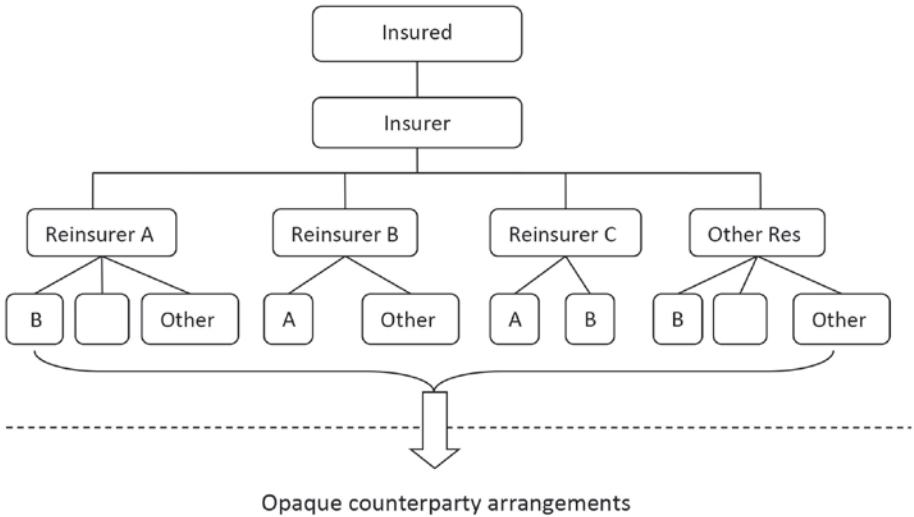 Insured
Insurer
Reinsurer A
Reinsurer B
Reinsurer C
Other Res
B
Other
A
Other
A
B
B
Other
Opaque counterparty arrangements